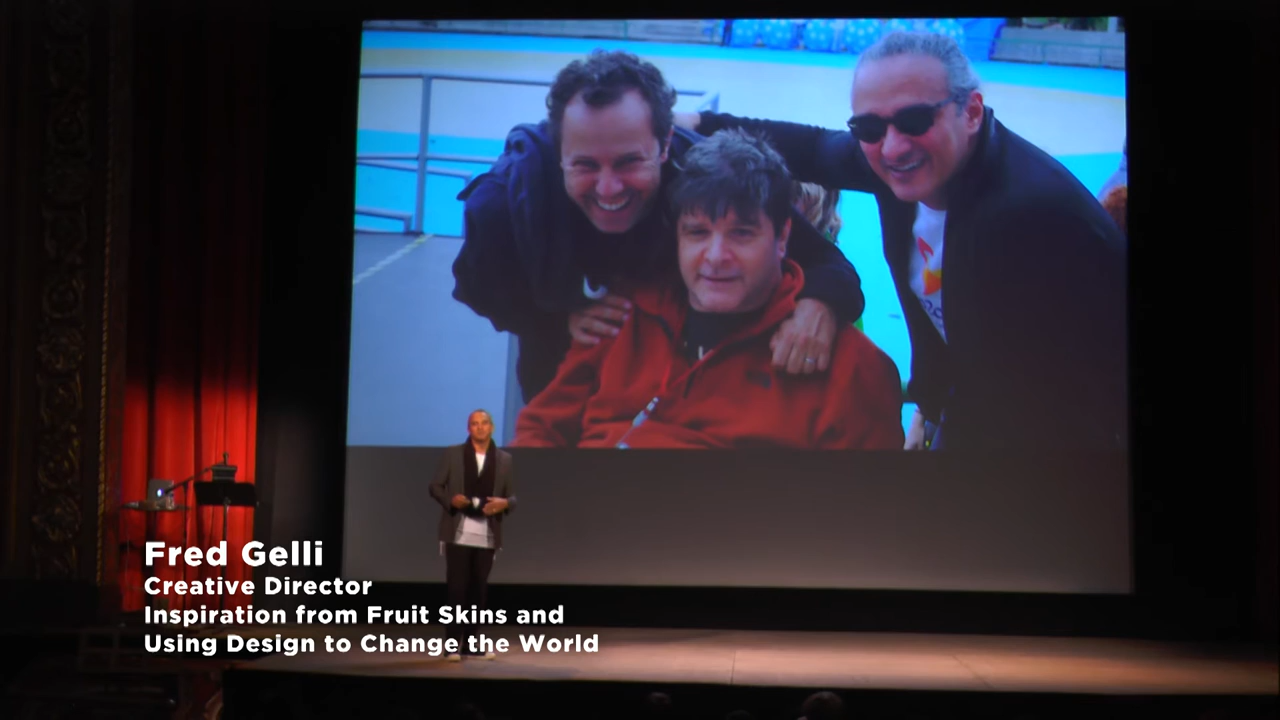 Fred Gelli
Creative Director
Inspiration from Fruit Skins and
Using Design to Change the World